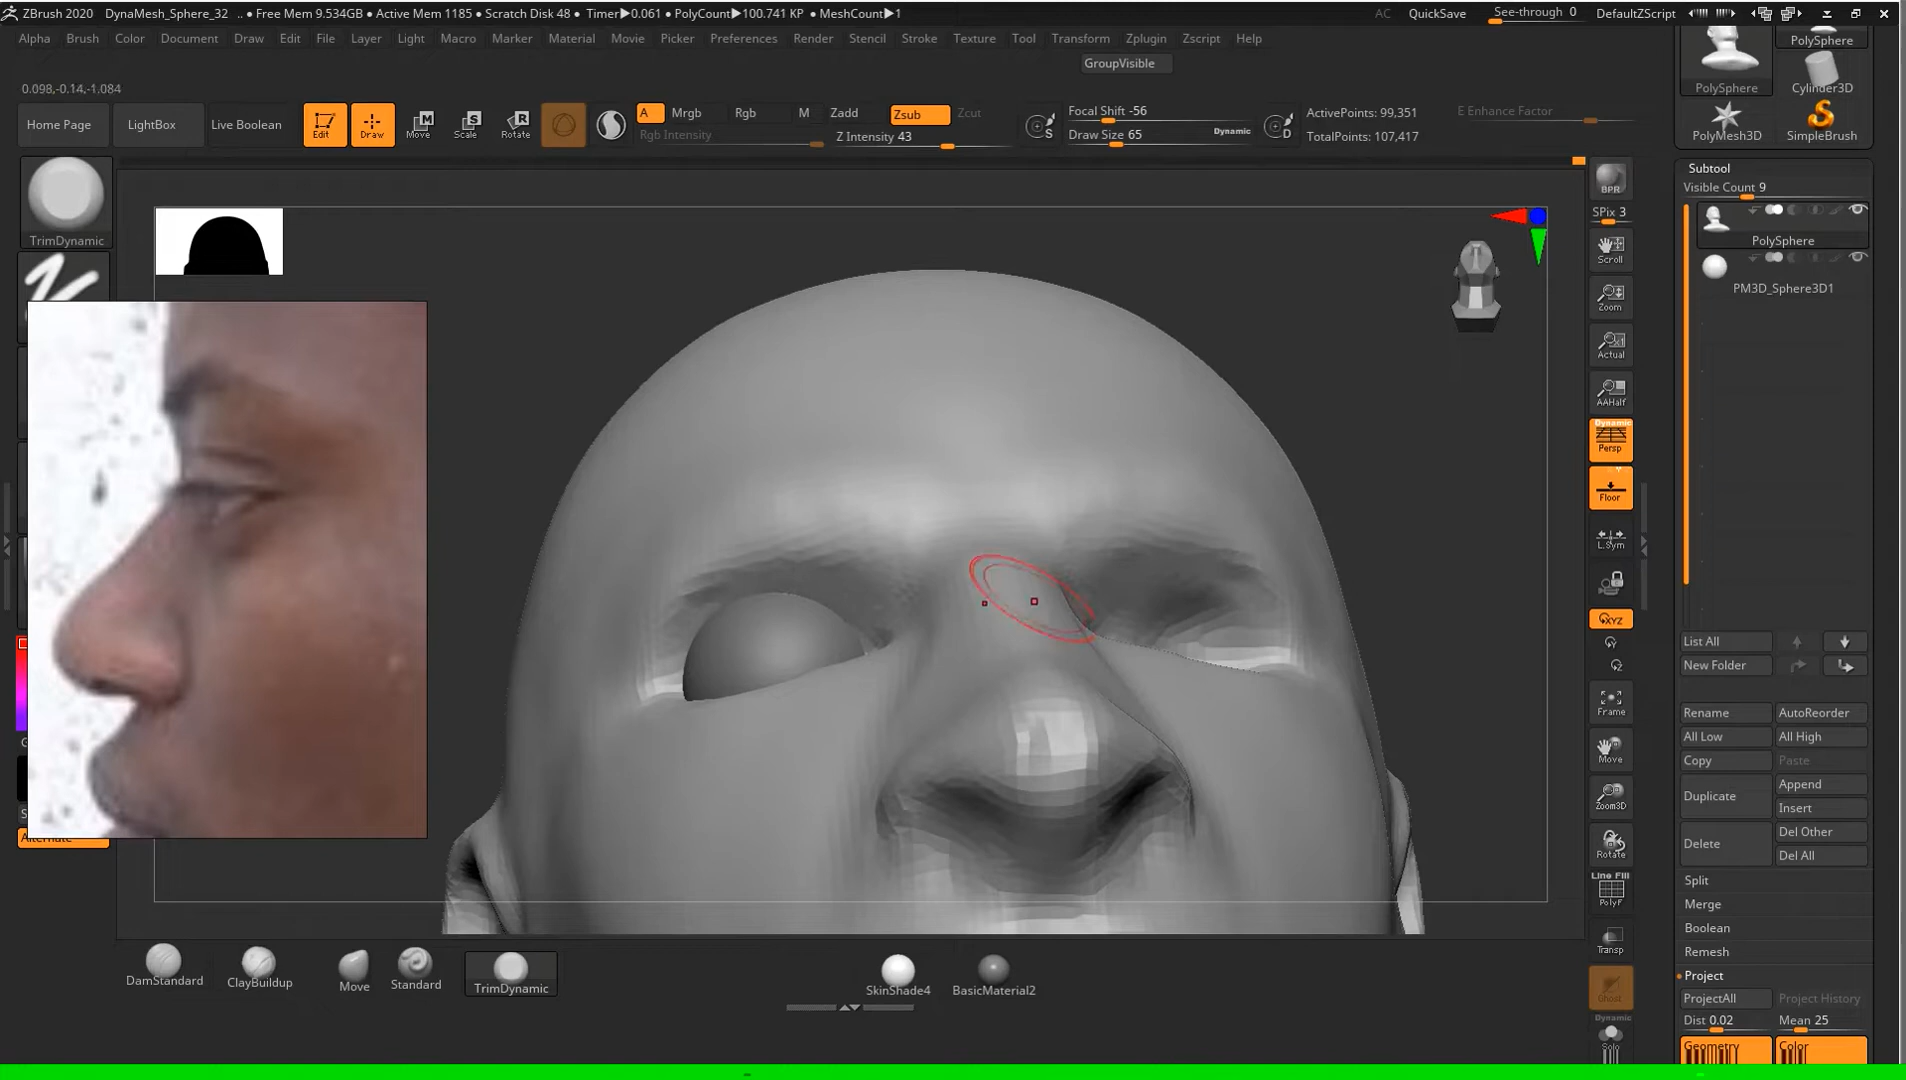 ZBrush 2020 DynaMesh_Sphere_32 .. • Free Mem 9.534GB • Active Mem 1185 • Scratch Disk 48 • Timer▶0.061 • PolyCount▶100.741 KP • MeshCount▶1 AC QuickSave See-through 0 DefaultZScript
Alpha Brush Color Document Draw Edit File Layer Light Macro Marker Material Movie Picker Preferences Render Stencil Stroke Texture Tool Transform Zplugin Zscript Help
GroupVisible
0.098,-0.14,-1.084
Home Page LightBox Live Boolean Edit Draw Move Scale Rotate
A Mrgb Rgb M Zadd Zsub Zcut
Rgb Intensity Z Intensity 43
Focal Shift -56
Draw Size 65 Dynamic
ActivePoints: 99,351
TotalPoints: 107,417
E Enhance Factor
PolySphere PolySphere
Cylinder3D
PolyMesh3D SimpleBrush
TrimDynamic
Alternate
BPR
SPix 3
Scroll
Zoom
Actual
AAHalf
Dynamic
Persp
Floor
L.Sym
XYZ
Frame
Move
Zoom3D
Rotate
Line Fill
PolyF
Transp
Ghost
Dynamic
Solo
Subtool
Visible Count 9
PolySphere
PM3D_Sphere3D1
List All
New Folder
Rename AutoReorder
All Low All High
Copy Paste
Duplicate Append
Insert
Delete Del Other
Del All
Split
Merge
Boolean
Remesh
Project
ProjectAll Project History
Dist 0.02 Mean 25
Geometry Color
DamStandard ClayBuildup Move Standard TrimDynamic SkinShade4 BasicMaterial2